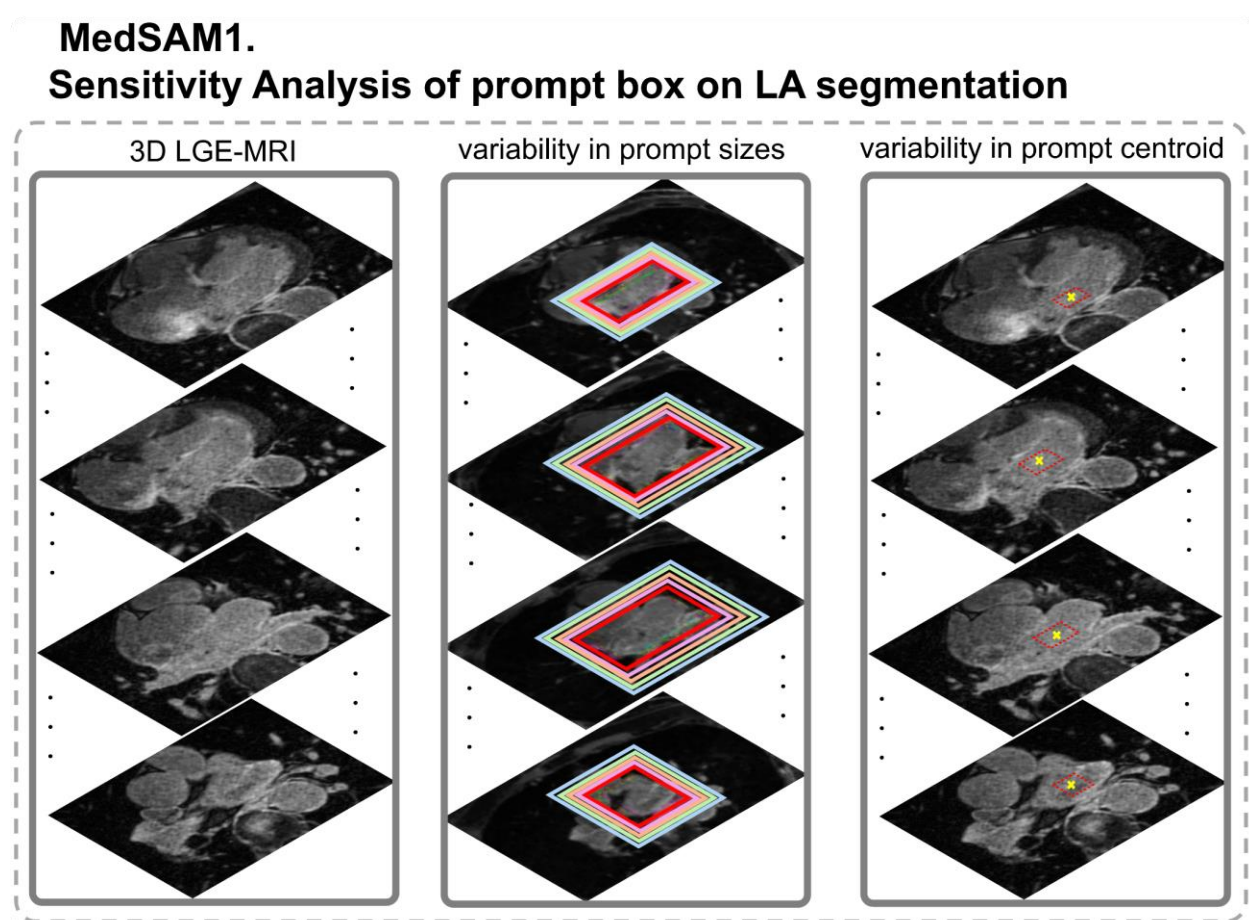 MedSAM1.
Sensitivity Analysis of prompt box on LA segmentation
3D LGE-MRI
variability in prompt sizes
variability in prompt centroid